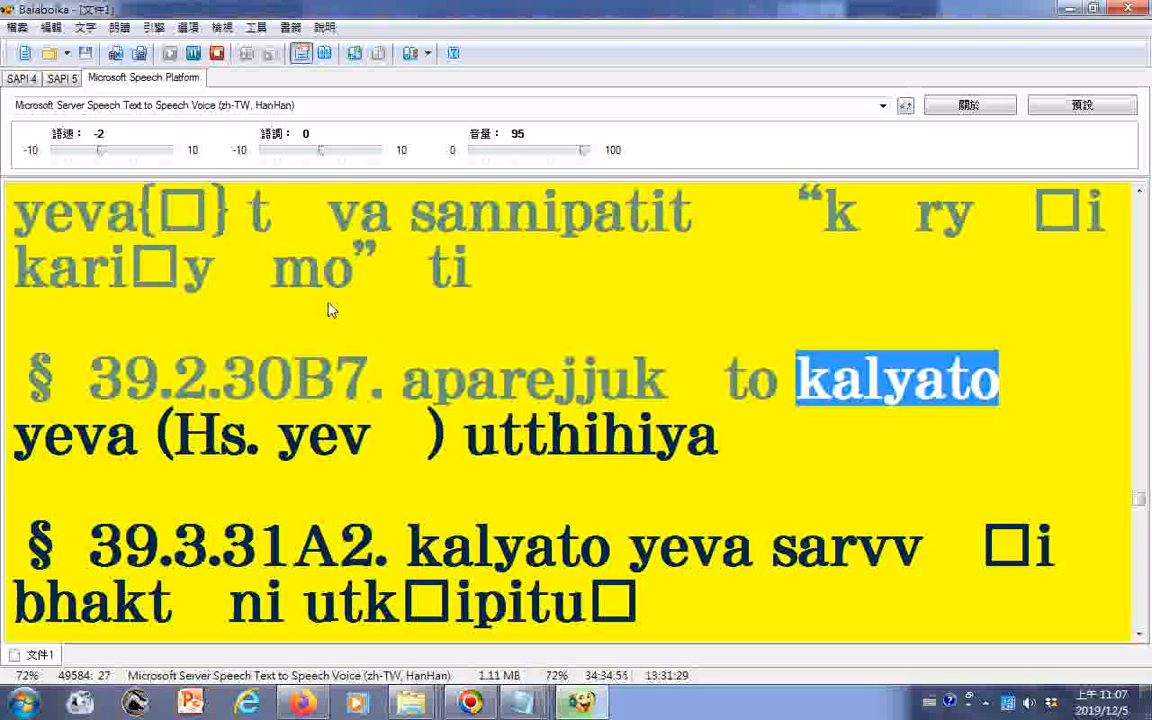 Balabolka - [文件1]
檔案 編輯 文字 朗讀 引擎 選項 檢視 工具 書籤 說明
SAPI 4 SAPI 5 Microsoft Speech Platform
Microsoft Server Speech Text to Speech Voice (zh-TW, HanHan) 關於 預設
語速： -2 語調： 0 音量： 95
-10 10 -10 10 0 100
yeva{□} t va sannipatit “k ry □i
kari□y mo” ti
§ 39.2.30B7. aparejjuk to kalyato
yeva (Hs. yev ) utthihiya
§ 39.3.31A2. kalyato yeva sarvv □i
bhakt ni utk□ipitu□
文件1
72% 49584: 27 Microsoft Server Speech Text to Speech Voice (zh-TW, HanHan) 1.11 MB 72% 34:34:55 13:31:29
上午 11:07
2019/12/5